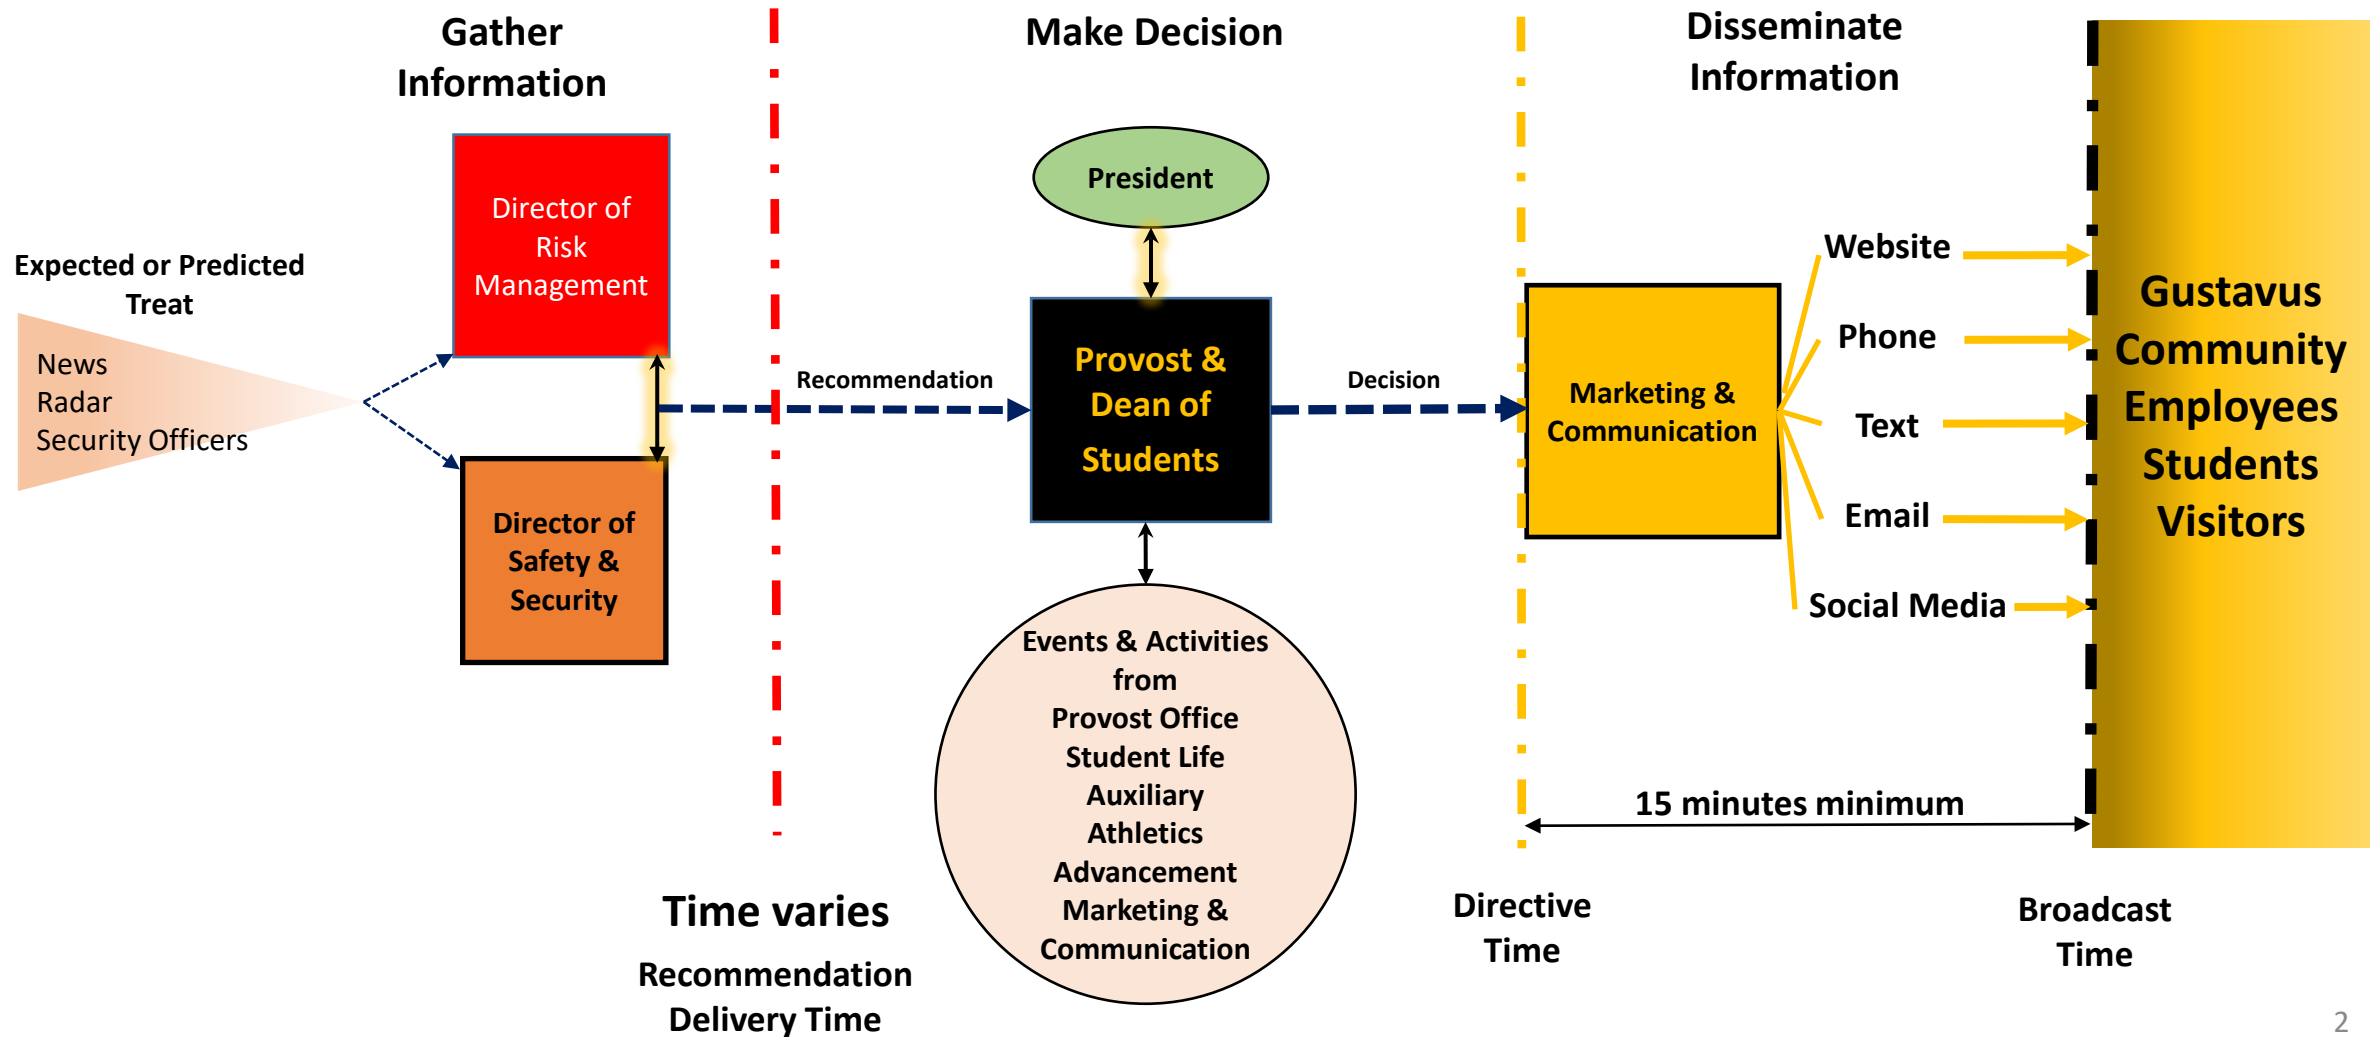 Gather
Information
Make Decision
Disseminate
Information
Expected or Predicted
Treat
News
Radar
Security Officers
Director of
Risk
Management
Director of
Safety &
Security
Recommendation
President
Provost &
Dean of
Students
Events & Activities
from
Provost Office
Student Life
Auxiliary
Athletics
Advancement
Marketing &
Communication
Decision
Marketing &
Communication
Website
Phone
Text
Email
Social Media
Gustavus
Community
Employees
Students
Visitors
15 minutes minimum
Time varies
Recommendation
Delivery Time
Directive
Time
Broadcast
Time
2